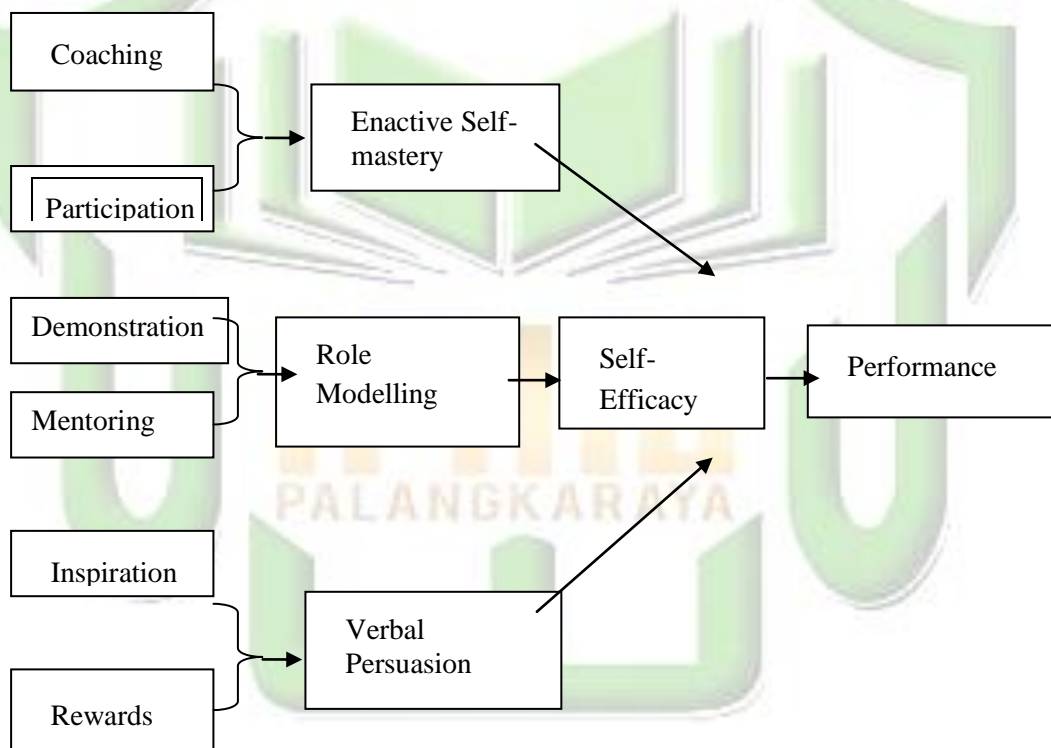 Coaching
Participation
Enactive Self-
mastery
Demonstration
Mentoring
Role
Modelling
Self-
Efficacy
Performance
Inspiration
Rewards
Verbal
Persuasion
PALANGKARAYA